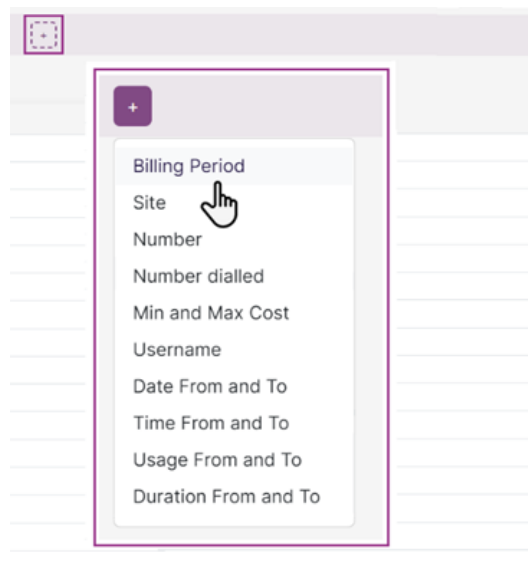 +
+
Billing Period
Site
Number
Number dialled
Min and Max Cost
Username
Date From and To
Time From and To
Usage From and To
Duration From and To